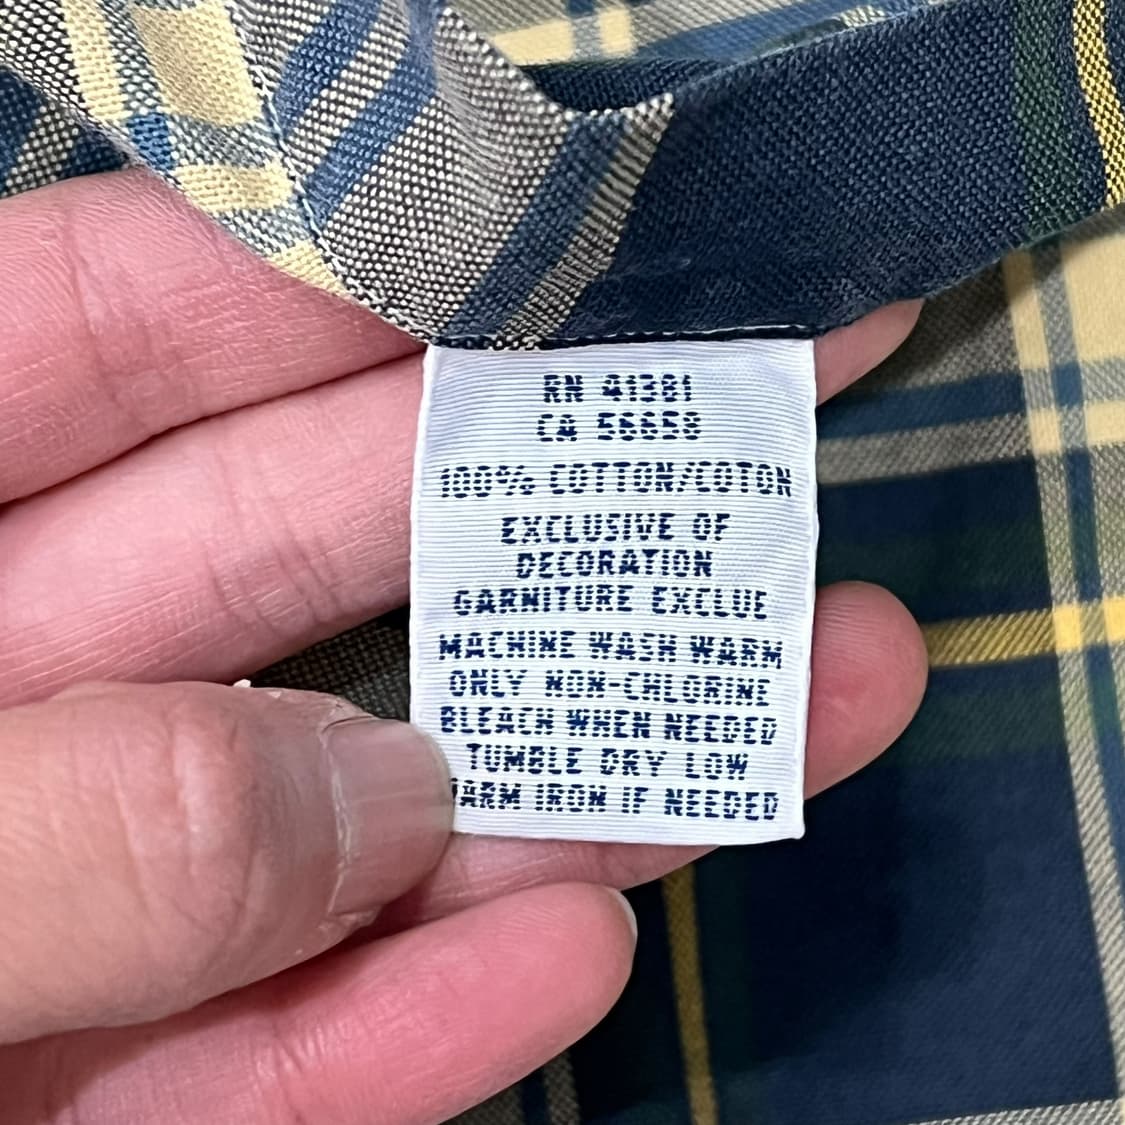 RN 41381
CA 56658
100% COTTON/COTON
EXCLUSIVE OF
DECORATION
GARNITURE EXCLUE
MACHINE WASH WARM
ONLY NON-CHLORINE
BLEACH WHEN NEEDED
TUMBLE DRY LOW
ARM IRON IF NEEDED